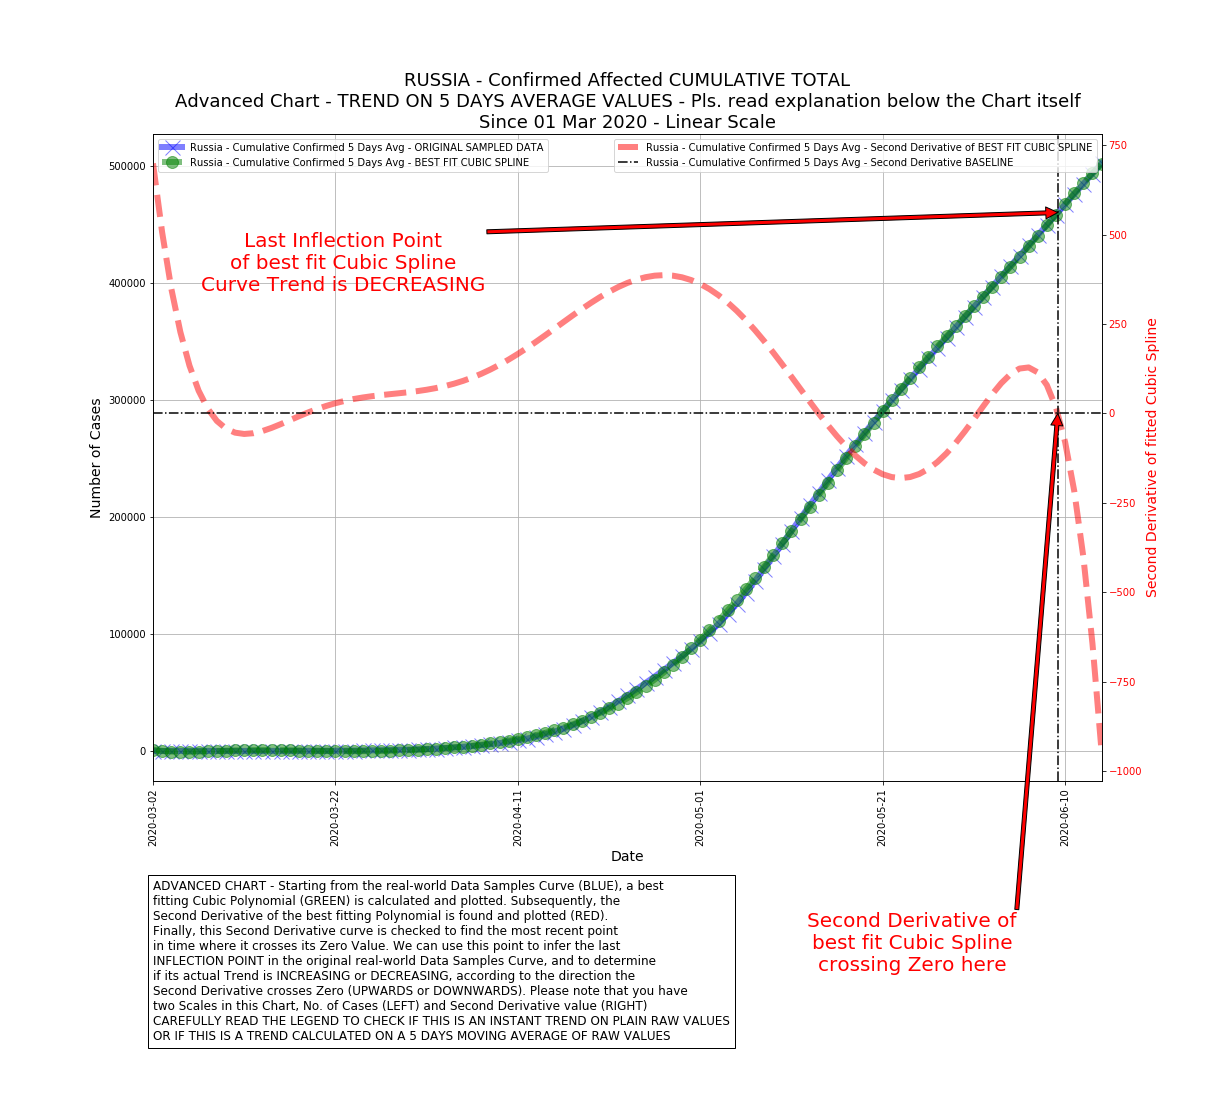 RUSSIA - Confirmed Affected CUMULATIVE TOTAL
Advanced Chart - TREND ON 5 DAYS AVERAGE VALUES - Pls. read explanation below the Chart itself
Since 01 Mar 2020 - Linear Scale
Russia - Cumulative Confirmed 5 Days Avg - ORIGINAL SAMPLED DATA
Russia - Cumulative Confirmed 5 Days Avg - BEST FIT CUBIC SPLINE
Russia - Cumulative Confirmed 5 Days Avg - Second Derivative of BEST FIT CUBIC SPLINE
Russia - Cumulative Confirmed 5 Days Avg - Second Derivative BASELINE
Last Inflection Point
of best fit Cubic Spline
Curve Trend is DECREASING
Number of Cases
500000
400000
300000
200000
100000
0
750
500
250
0
−250
−500
−750
−1000
Second Derivative of fitted Cubic Spline
2020-03-02
2020-03-22
2020-04-11
2020-05-01
2020-05-21
2020-06-10
Date
ADVANCED CHART - Starting from the real-world Data Samples Curve (BLUE), a best
fitting Cubic Polynomial (GREEN) is calculated and plotted. Subsequently, the
Second Derivative of the best fitting Polynomial is found and plotted (RED).
Finally, this Second Derivative curve is checked to find the most recent point
in time where it crosses its Zero Value. We can use this point to infer the last
INFLECTION POINT in the original real-world Data Samples Curve, and to determine
if its actual Trend is INCREASING or DECREASING, according to the direction the
Second Derivative crosses Zero (UPWARDS or DOWNWARDS). Please note that you have
two Scales in this Chart, No. of Cases (LEFT) and Second Derivative value (RIGHT)
CAREFULLY READ THE LEGEND TO CHECK IF THIS IS AN INSTANT TREND ON PLAIN RAW VALUES
OR IF THIS IS A TREND CALCULATED ON A 5 DAYS MOVING AVERAGE OF RAW VALUES
Second Derivative of
best fit Cubic Spline
crossing Zero here